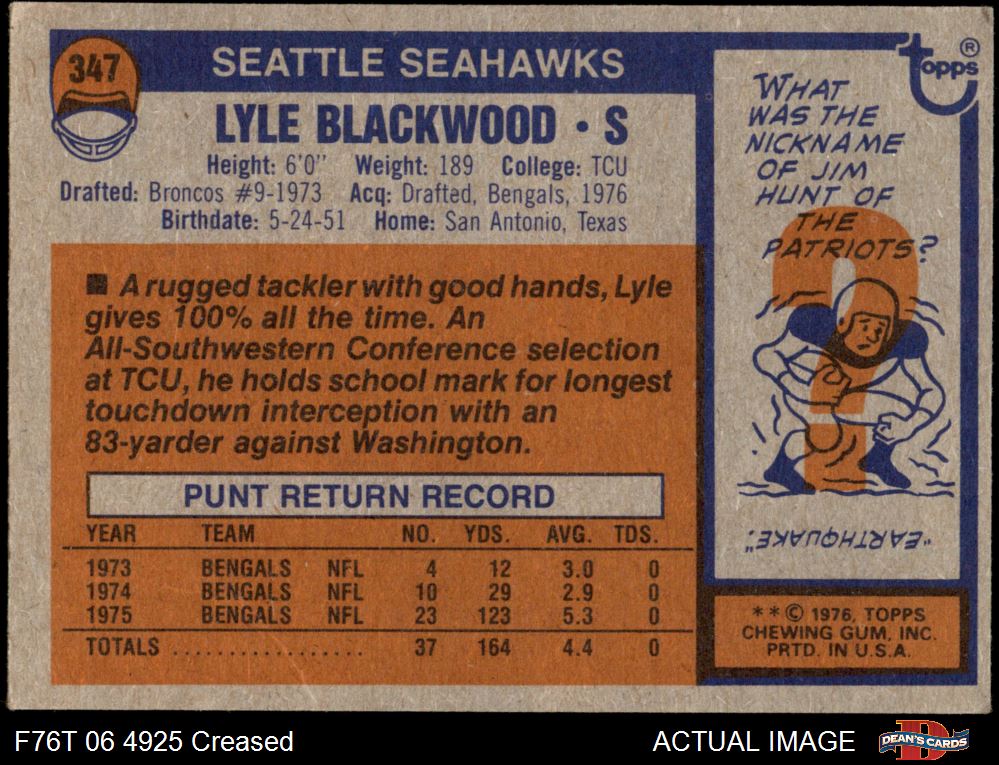 347
SEATTLE SEAHAWKS
LYLE BLACKWOOD • S
Height: 6'0" Weight: 189 College: TCU
Drafted: Broncos #9-1973 Acq: Drafted, Bengals, 1976
Birthdate: 5-24-51 Home: San Antonio, Texas
■ A rugged tackler with good hands, Lyle
gives 100% all the time. An
All-Southwestern Conference selection
at TCU, he holds school mark for longest
touchdown interception with an
83-yarder against Washington.
PUNT RETURN RECORD
YEAR TEAM NO. YDS. AVG. TDS.
1973 BENGALS NFL 4 12 3.0 0
1974 BENGALS NFL 10 29 2.9 0
1975 BENGALS NFL 23 123 5.3 0
TOTALS .................. 37 164 4.4 0
topps ®
WHAT
WAS THE
NICKNAME
OF JIM
HUNT OF
THE
PATRIOTS?
?
"EARTHQUAKE."
** © 1976, TOPPS
CHEWING GUM, INC.
PRTD. IN U.S.A.
F76T 06 4925 Creased
ACTUAL IMAGE
D
DEAN'S CARDS